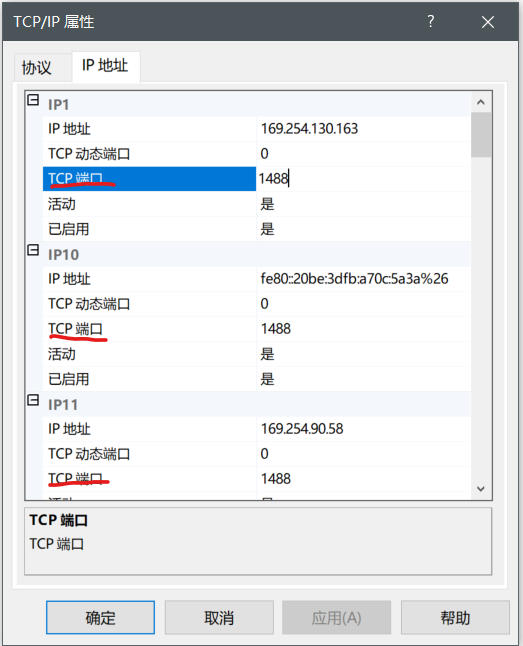 TCP/IP 属性
协议 IP 地址
IP1
IP 地址 169.254.130.163
TCP 动态端口 0
TCP 端口 1488
活动 是
已启用 是
IP10
IP 地址 fe80::20be:3dfb:a70c:5a3a%26
TCP 动态端口 0
TCP 端口 1488
活动 是
已启用 是
IP11
IP 地址 169.254.90.58
TCP 动态端口 0
TCP 端口 1488
TCP 端口
TCP 端口
确定 取消 应用(A) 帮助